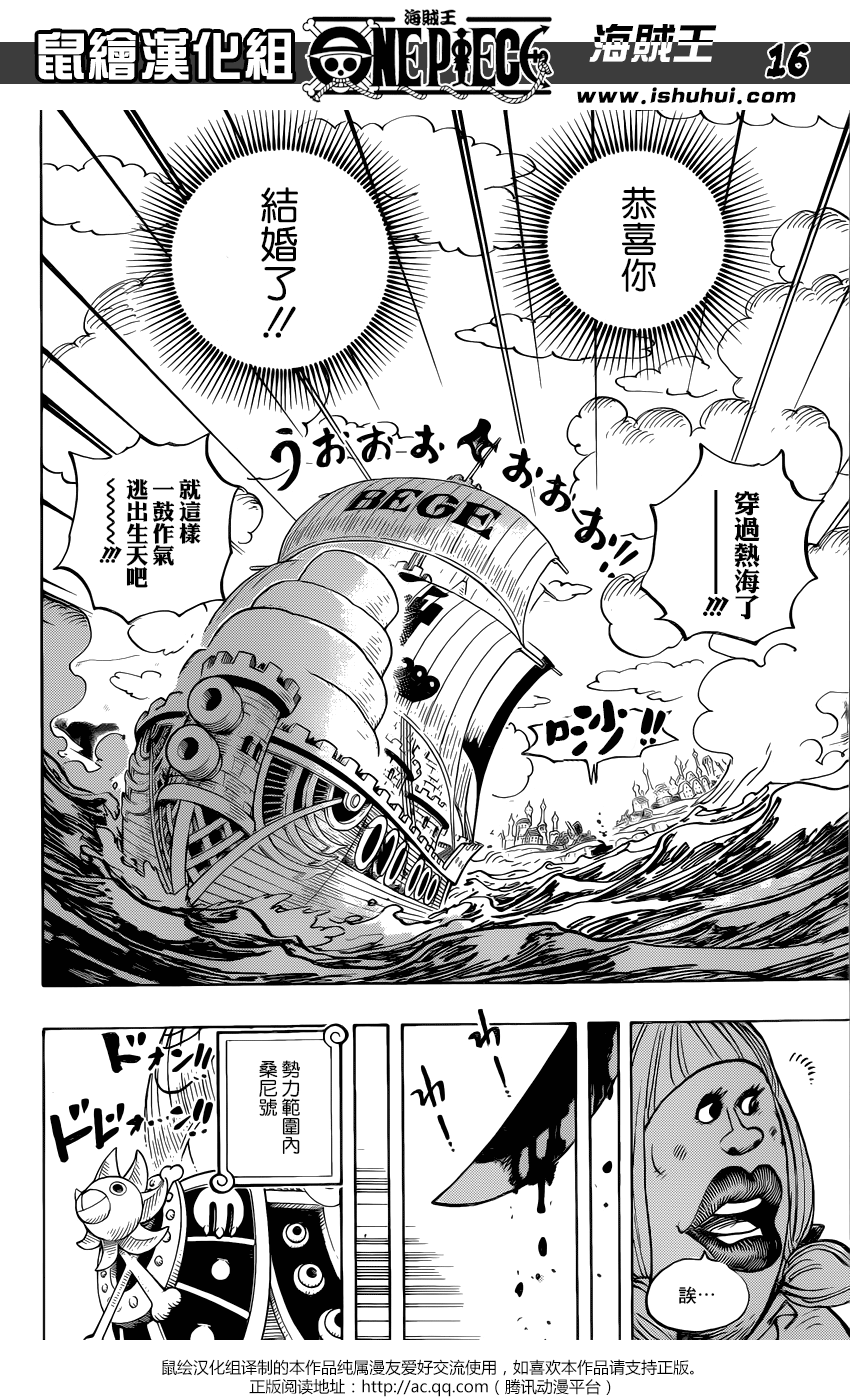 鼠繪漢化組
海賊王
ONE PIECE
海賊王
16
www.ishuhui.com
恭喜你
結婚了!!
穿過熱海了
——!!!
うおおおおおおお!!
就這樣
一鼓作氣
逃出生天吧
~~~!!!
BEGE
嘩沙!!
誒…
わー
わー
勢力範圍內
桑尼號
ドォン!!
ドドォ…ン!!
鼠绘汉化组译制的本作品纯属漫友爱好交流使用，如喜欢本作品请支持正版。
正版阅读地址：http://ac.qq.com（腾讯动漫平台）